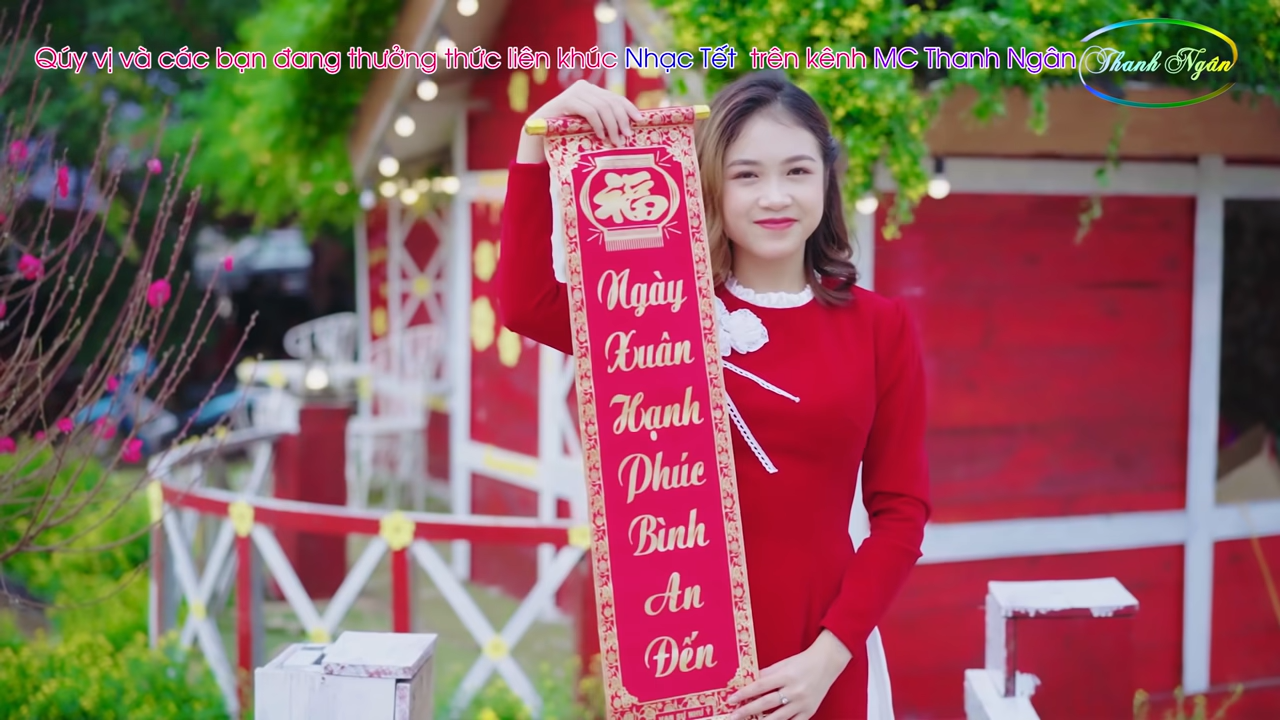 Qúy vị và các bạn đang thưởng thức liên khúc Nhạc Tết trên kênh MC Thanh Ngân
Thanh Ngân
福
Ngày
Xuân
Hạnh
Phúc
Bình
An
Đến